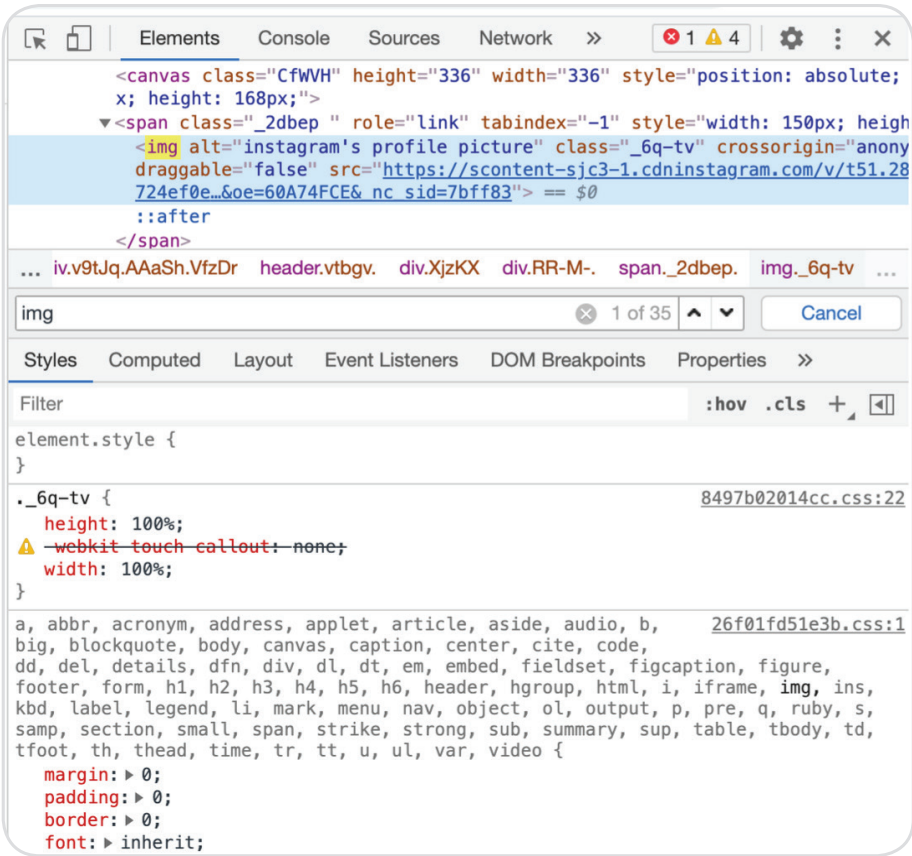 Elements Console Sources Network » 1 4
<canvas class="CfWVH" height="336" width="336" style="position: absolute;
x; height: 168px;">
▼<span class="_2dbep " role="link" tabindex="-1" style="width: 150px; heigh
<img alt="instagram's profile picture" class="_6q-tv" crossorigin="anony
draggable="false" src="https://scontent-sjc3-1.cdninstagram.com/v/t51.28
724ef0e…&oe=60A74FCE&_nc_sid=7bff83"> == $0
::after
</span>
... iv.v9tJq.AAaSh.VfzDr header.vtbgv. div.XjzKX div.RR-M-. span._2dbep. img._6q-tv ...
img 1 of 35 Cancel
Styles Computed Layout Event Listeners DOM Breakpoints Properties »
Filter :hov .cls +
element.style {
}
._6q-tv { 8497b02014cc.css:22
height: 100%;
-webkit-touch-callout: none;
width: 100%;
}
a, abbr, acronym, address, applet, article, aside, audio, b, 26f01fd51e3b.css:1
big, blockquote, body, canvas, caption, center, cite, code,
dd, del, details, dfn, div, dl, dt, em, embed, fieldset, figcaption, figure,
footer, form, h1, h2, h3, h4, h5, h6, header, hgroup, html, i, iframe, img, ins,
kbd, label, legend, li, mark, menu, nav, object, ol, output, p, pre, q, ruby, s,
samp, section, small, span, strike, strong, sub, summary, sup, table, tbody, td,
tfoot, th, thead, time, tr, tt, u, ul, var, video {
margin: ▶ 0;
padding: ▶ 0;
border: ▶ 0;
font: ▶ inherit;